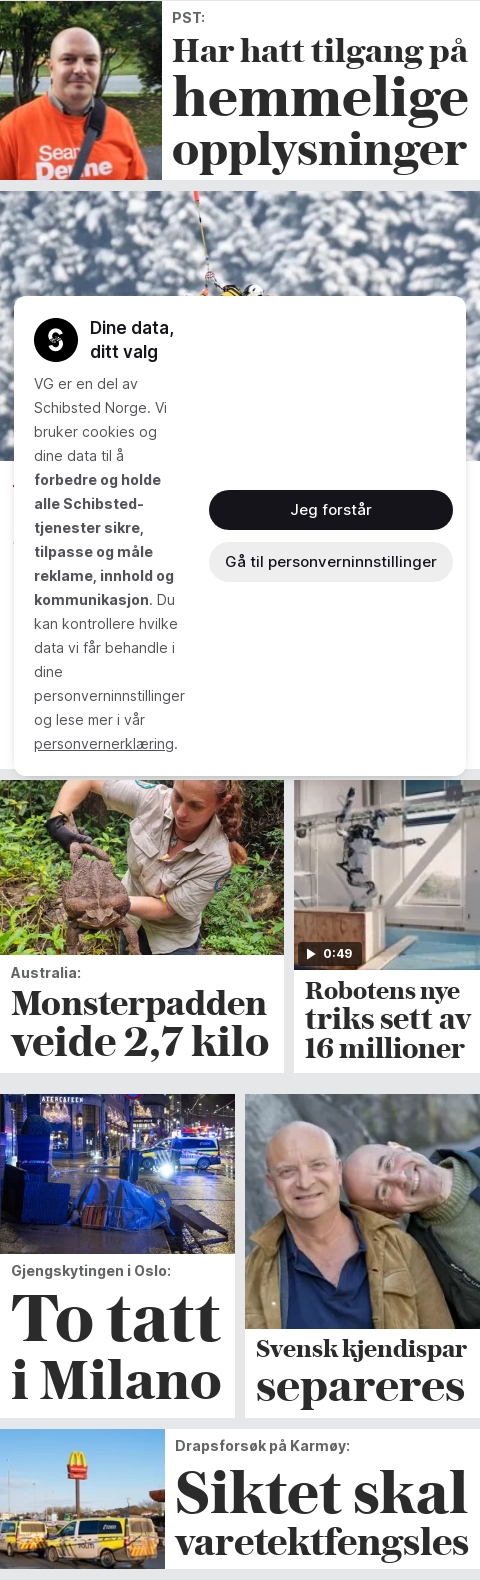 PST:
Har hatt tilgang på
hemmelige
opplysninger
Sean
Dine data,
ditt valg
VG er en del av
Schibsted Norge. Vi
bruker cookies og
dine data til å
forbedre og holde
alle Schibsted-
tjenester sikre,
tilpasse og måle
reklame, innhold og
kommunikasjon. Du
kan kontrollere hvilke
data vi får behandle i
dine
personverninnstillinger
og lese mer i vår
personvernerklæring.
Jeg forstår
Gå til personverninnstillinger
Australia:
Monsterpadden
veide 2,7 kilo
0:49
Robotens nye
triks sett av
16 millioner
ATERCAFEEN
Gjengskytingen i Oslo:
To tatt
i Milano
Svensk kjendispar
separeres
Drapsforsøk på Karmøy:
Siktet skal
varetektfengsles